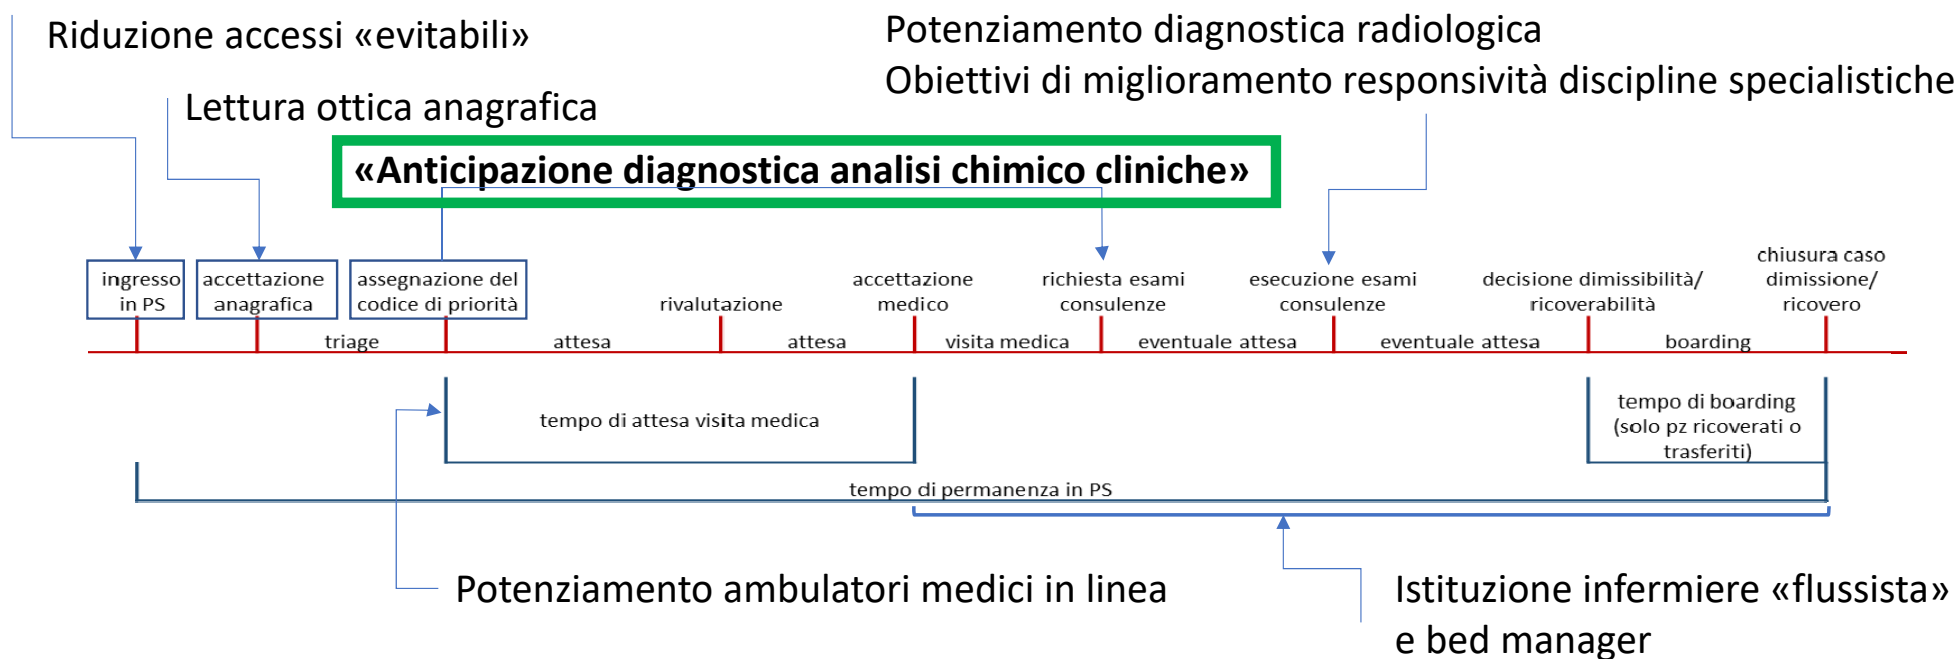 Riduzione accessi «evitabili»
Potenziamento diagnostica radiologica
Obiettivi di miglioramento responsività discipline specialistiche
Lettura ottica anagrafica
«Anticipazione diagnostica analisi chimico cliniche»
ingresso
in PS
accettazione
anagrafica
assegnazione del
codice di priorità
rivalutazione
accettazione
medico
richiesta esami
consulenze
esecuzione esami
consulenze
decisione dimissibilità/
ricoverabilità
chiusura caso
dimissione/
ricovero
triage
attesa
attesa
visita medica
eventuale attesa
eventuale attesa
boarding
tempo di attesa visita medica
tempo di boarding
(solo pz ricoverati o
trasferiti)
tempo di permanenza in PS
Potenziamento ambulatori medici in linea
Istituzione infermiere «flussista»
e bed manager